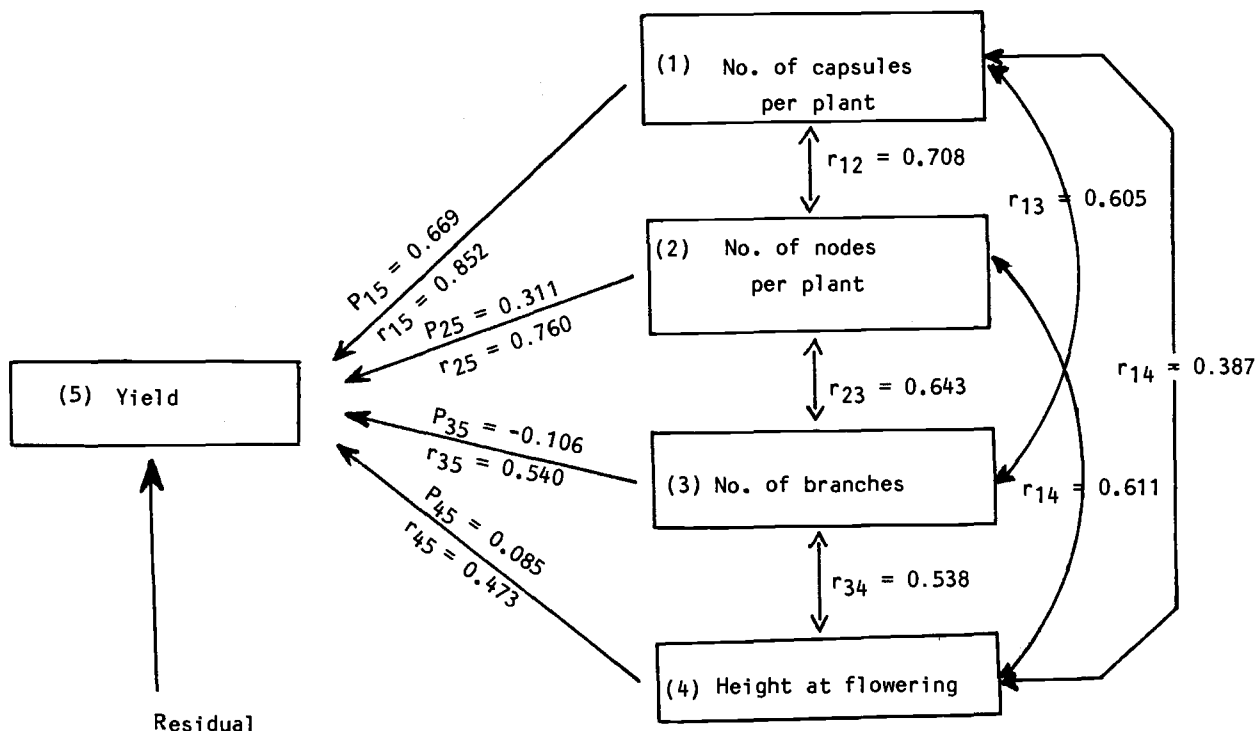 (1) No. of capsules
per plant
r12 = 0.708
r13 = 0.605
P15 = 0.669
r15 = 0.852
(2) No. of nodes
per plant
P25 = 0.311
r25 = 0.760
r14 = 0.387
(5) Yield
r23 = 0.643
P35 = -0.106
r35 = 0.540
(3) No. of branches
r14 = 0.611
P45 = 0.085
r45 = 0.473
r34 = 0.538
(4) Height at flowering
Residual